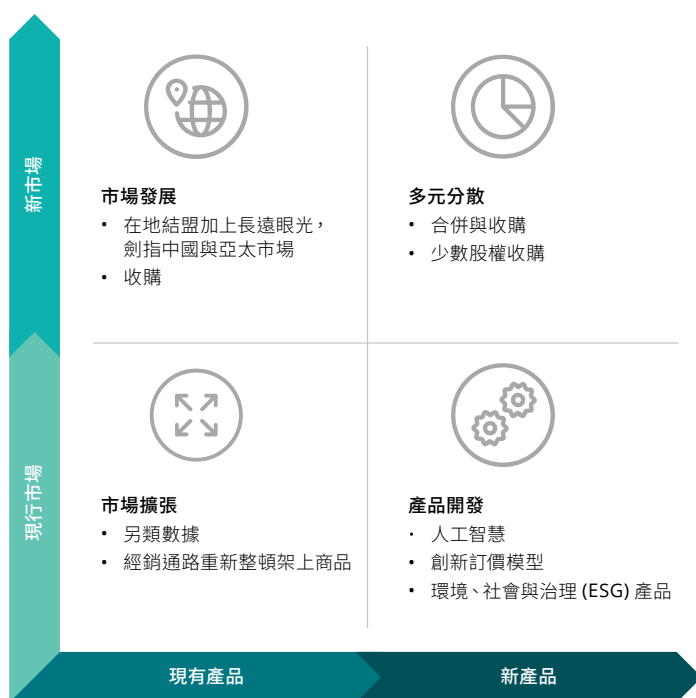 新市場
市場發展
• 在地結盟加上長遠眼光，
劍指中國與亞太市場
• 收購
多元分散
• 合併與收購
• 少數股權收購
現行市場
市場擴張
• 另類數據
• 經銷通路重新整頓架上商品
產品開發
• 人工智慧
• 創新訂價模型
• 環境、社會與治理 (ESG) 產品
現有產品
新產品